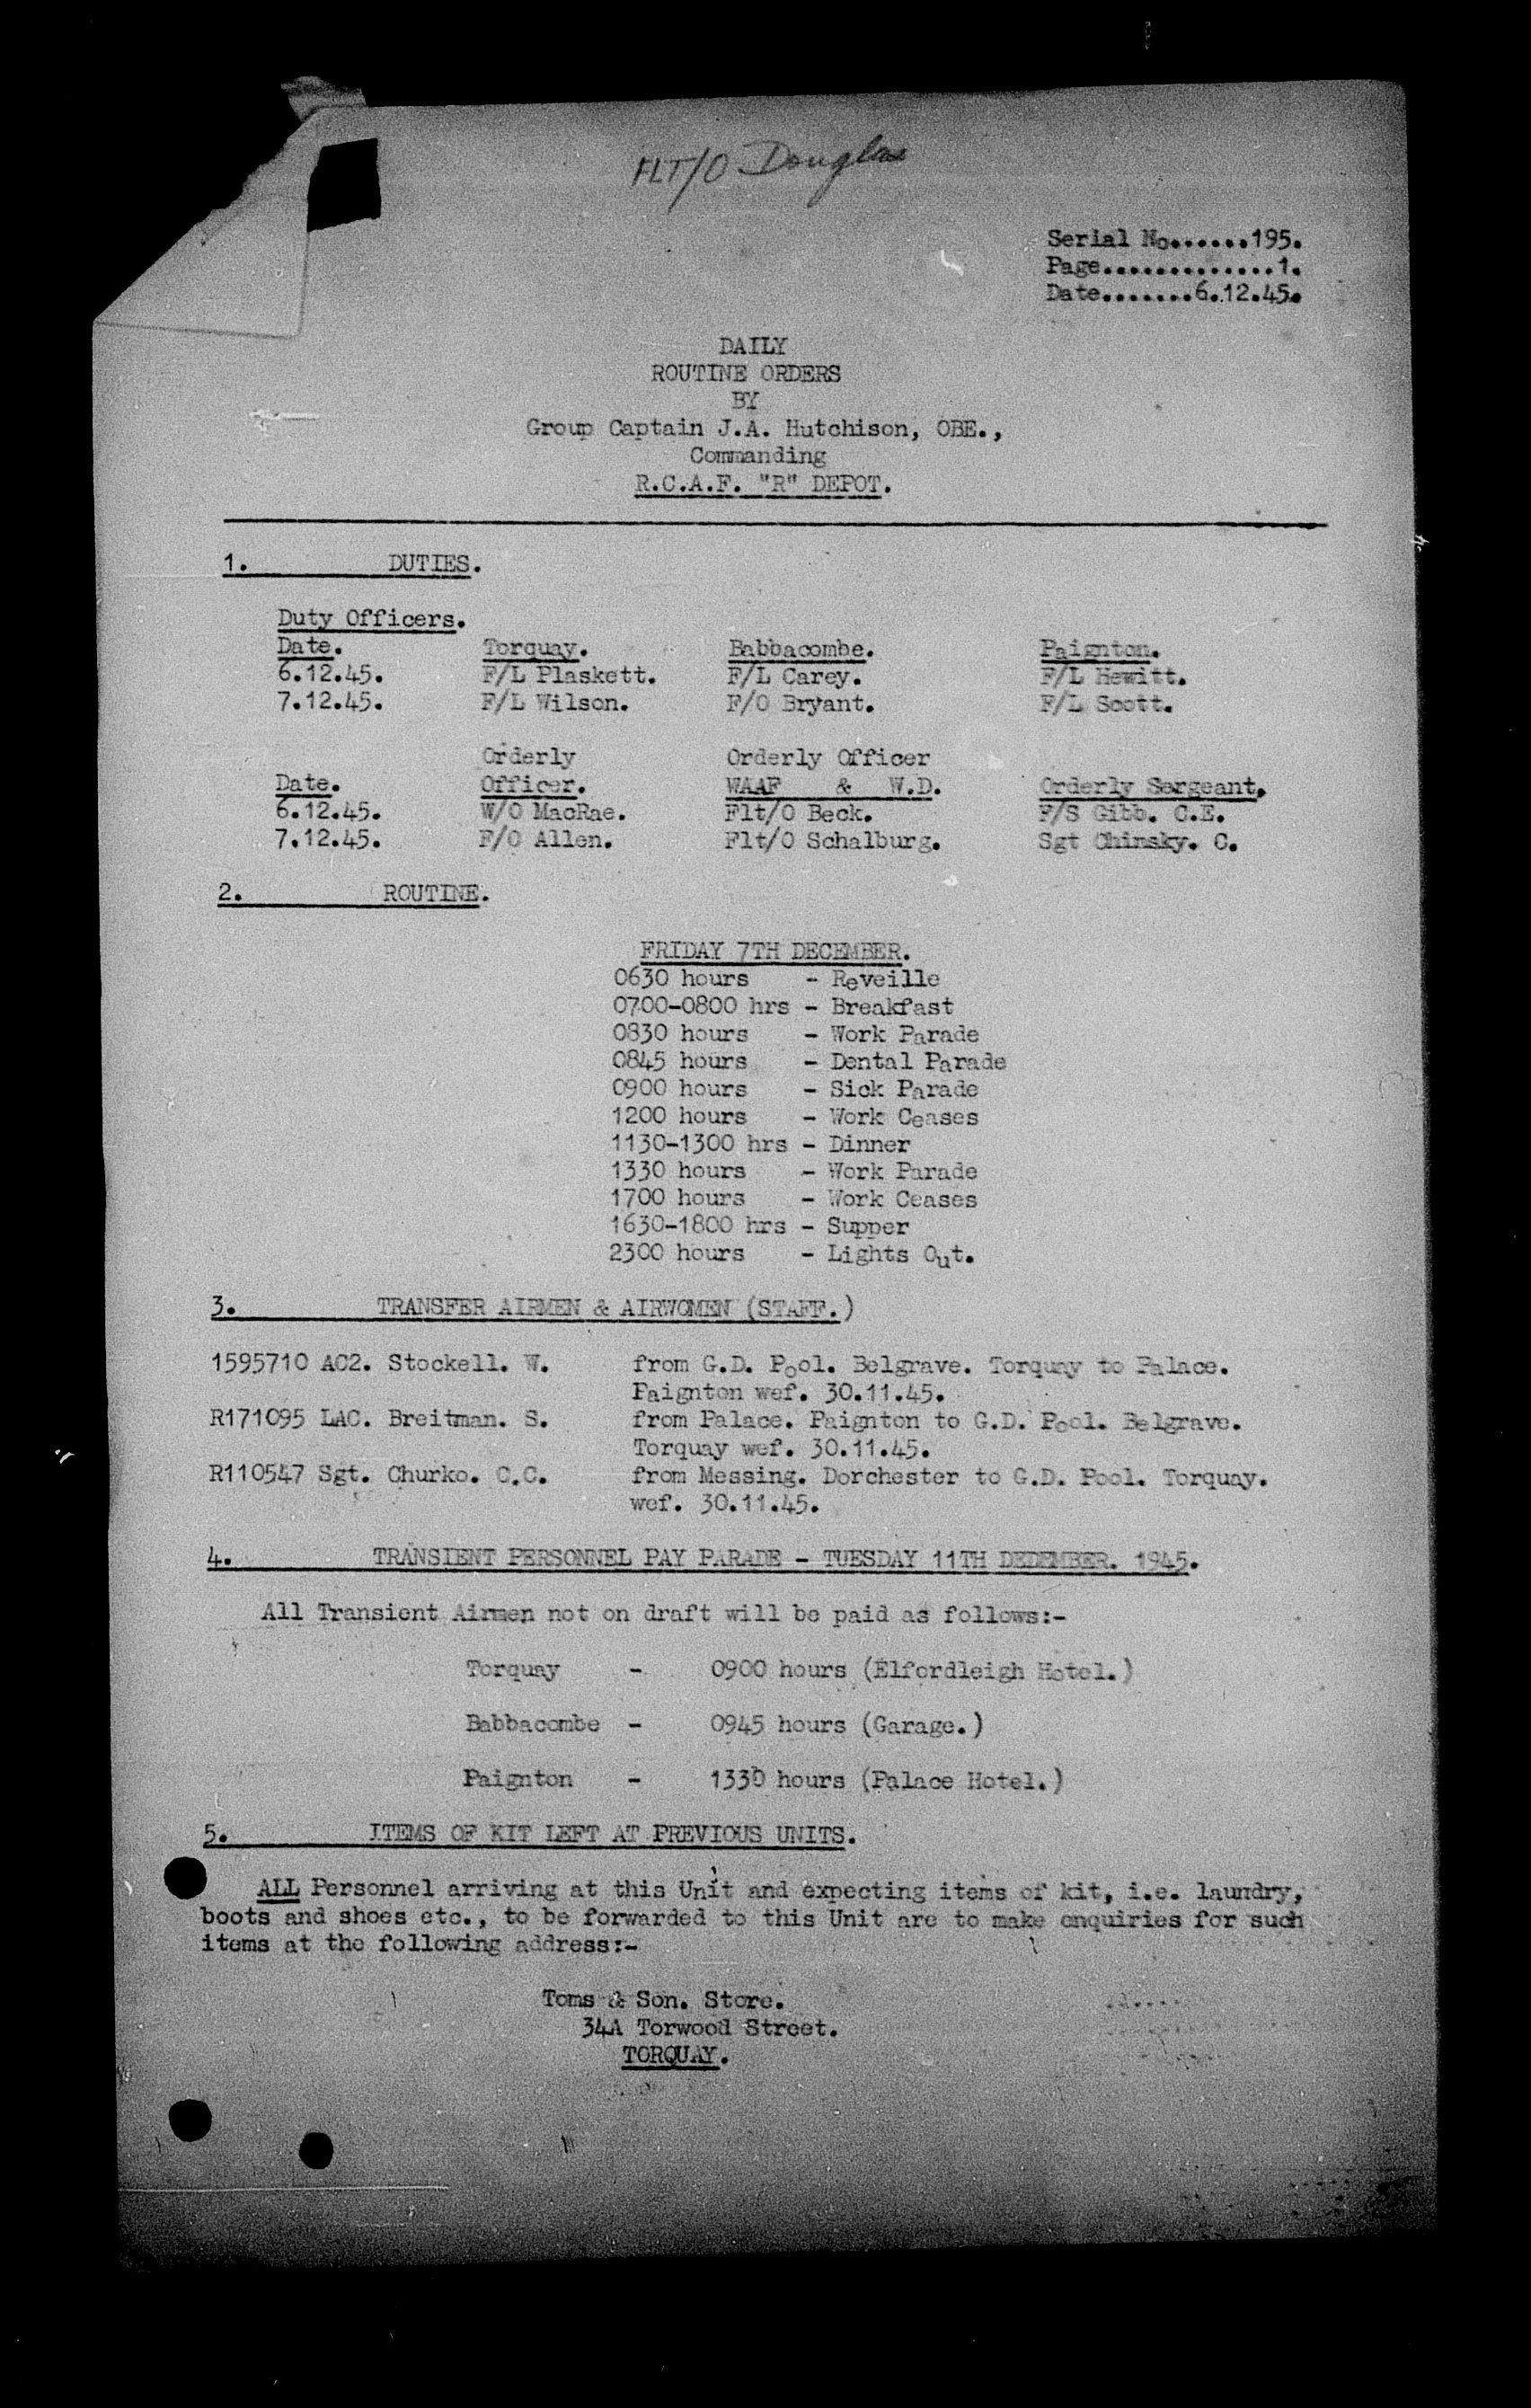 FLT/O Douglas
Serial No.......195.
Page..............1.
Date.......6.12.45.
DAILY
ROUTINE ORDERS
BY
Group Captain J.A. Hutchison, OBE.,
Commanding
R.C.A.F. "R" DEPOT.
1. DUTIES.
Duty Officers.
Date. Torquay. Babbacombe. Paignton.
6.12.45. F/L Plaskett. F/L Carey. F/L Hewitt.
7.12.45. F/L Wilson. F/O Bryant. F/L Scott.
Orderly Orderly Officer
Date. Officer. WAAF & W.D. Orderly Sergeant.
6.12.45. W/O MacRae. Flt/O Beck. F/S Gibb. C.E.
7.12.45. F/O Allen. Flt/O Schalburg. Sgt Chinsky. C.
2. ROUTINE.
FRIDAY 7TH DECEMBER.
0630 hours - Reveille
0700-0800 hrs - Breakfast
0830 hours - Work Parade
0845 hours - Dental Parade
0900 hours - Sick Parade
1200 hours - Work Ceases
1130-1300 hrs - Dinner
1330 hours - Work Parade
1700 hours - Work Ceases
1630-1800 hrs - Supper
2300 hours - Lights Out.
3. TRANSFER AIRMEN & AIRWOMEN (STAFF.)
1595710 AC2. Stockell. W. from G.D. Pool. Belgrave. Torquay to Palace.
Paignton wef. 30.11.45.
R171095 LAC. Breitman. S. from Palace. Paignton to G.D. Pool. Belgrave.
Torquay wef. 30.11.45.
R110547 Sgt. Churko. C.C. from Messing. Dorchester to G.D. Pool. Torquay.
wef. 30.11.45.
4. TRANSIENT PERSONNEL PAY PARADE - TUESDAY 11TH DEDEMBER. 1945.
All Transient Airmen not on draft will be paid as follows:-
Torquay - 0900 hours (Elfordleigh Hotel.)
Babbacombe - 0945 hours (Garage.)
Paignton - 1330 hours (Palace Hotel.)
5. ITEMS OF KIT LEFT AT PREVIOUS UNITS.
ALL Personnel arriving at this Unit and expecting items of kit, i.e. laundry,
boots and shoes etc., to be forwarded to this Unit are to make enquiries for such
items at the following address:-
Toms & Son. Store.
34A Torwood Street.
TORQUAY.